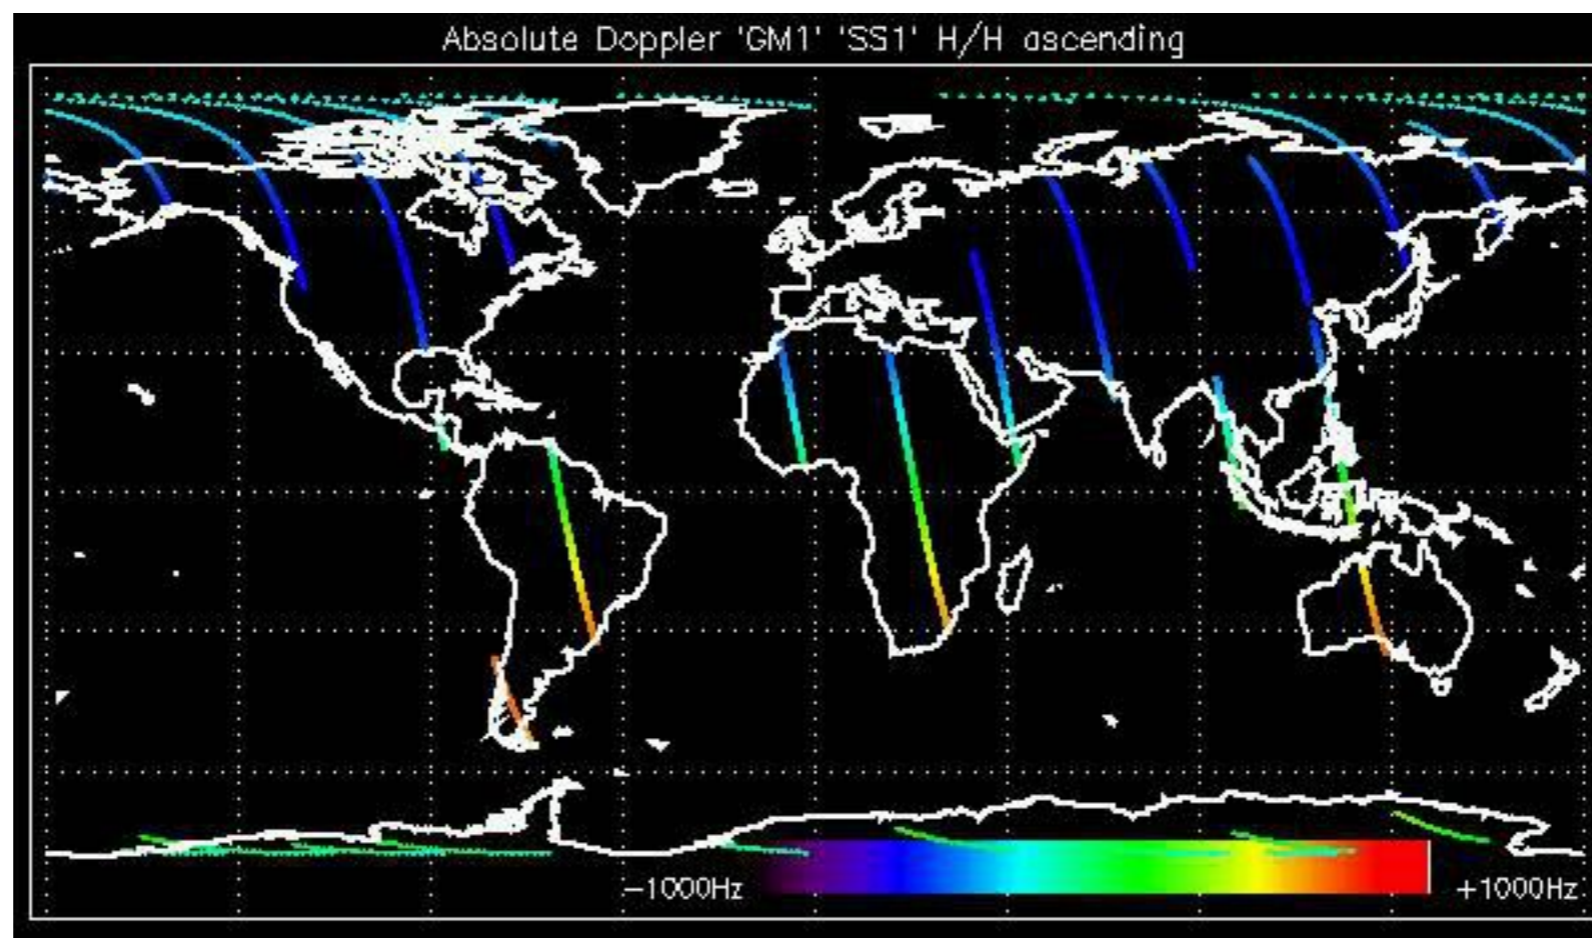 Absolute Doppler 'GM1' 'SS1' H/H ascending
-1000Hz
+1000Hz